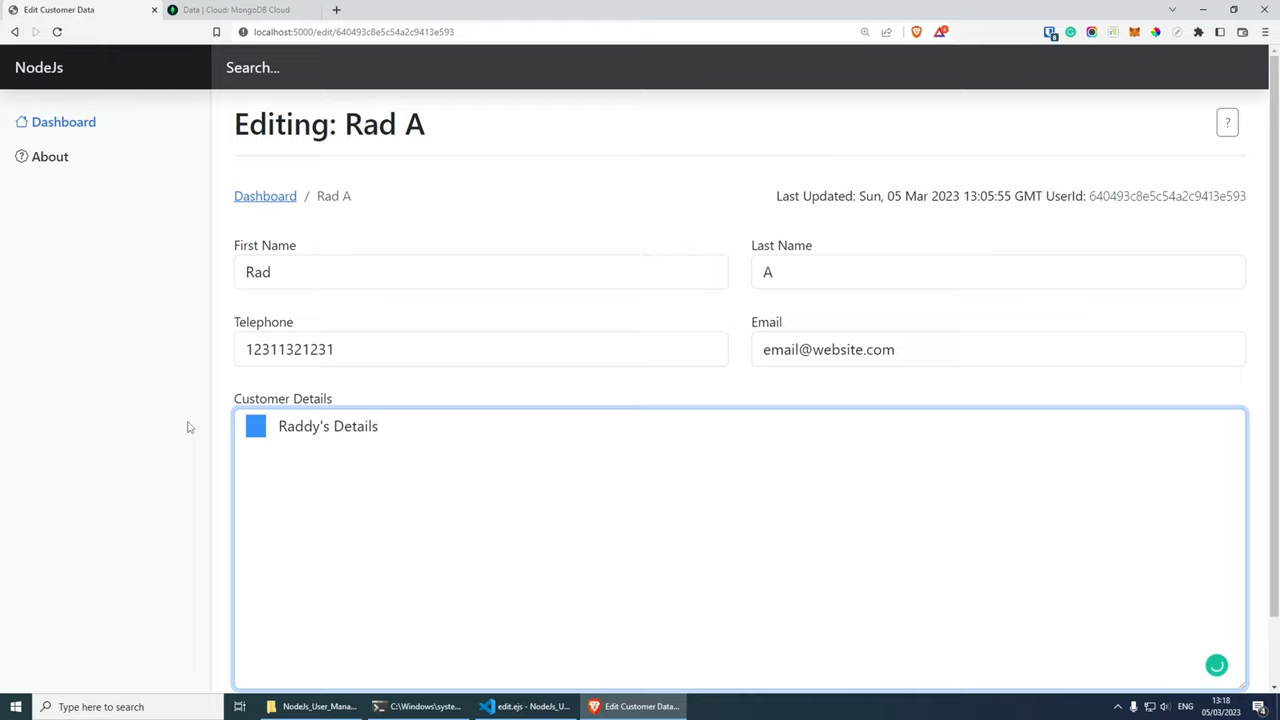 Edit Customer Data
Data | Cloud: MongoDB Cloud
localhost:5000/edit/640493c8e5c54a2c9413e593
NodeJs
Search...
Dashboard
About
Editing: Rad A
?
Dashboard / Rad A
Last Updated: Sun, 05 Mar 2023 13:05:55 GMT UserId: 640493c8e5c54a2c9413e593
First Name
Last Name
Rad
A
Telephone
Email
12311321231
email@website.com
Customer Details
Raddy's Details
Type here to search
NodeJs_User_Mana...
C:\Windows\syste...
edit.ejs - NodeJs_U...
Edit Customer Data...
ENG
13:18
05/03/2023